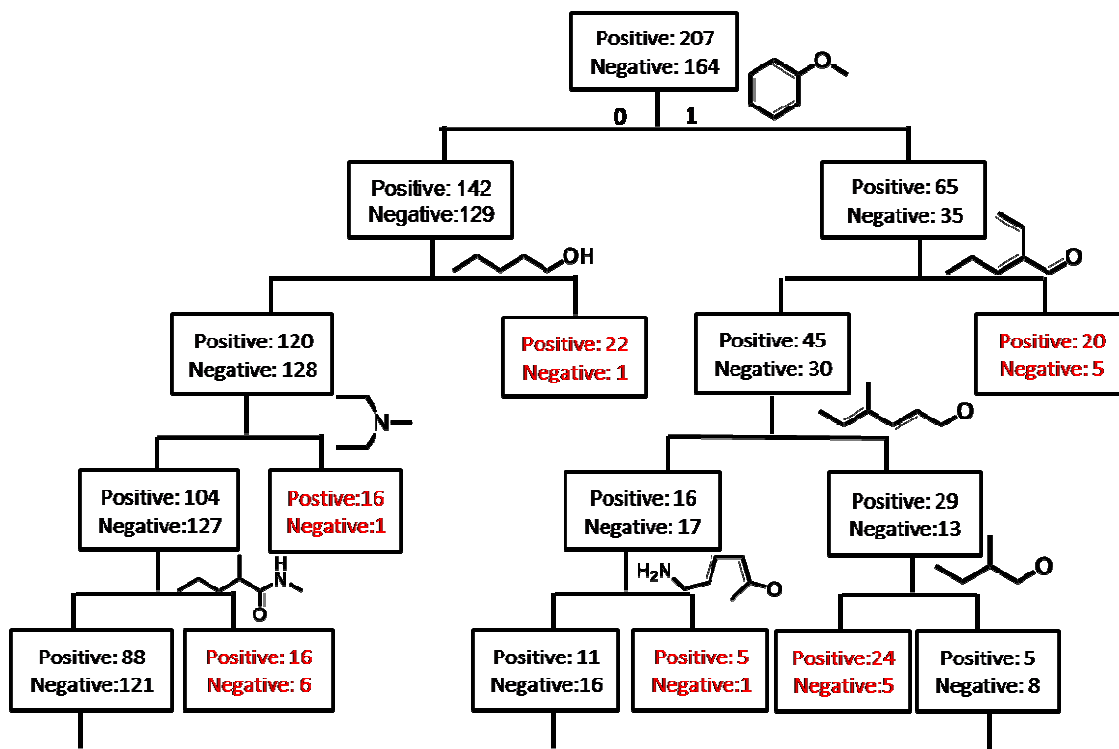 Positive: 207
Negative: 164
O
0 1
Positive: 142
Negative:129
Positive: 65
Negative: 35
OH
O
Positive: 120
Negative: 128
Positive: 22
Negative: 1
Positive: 45
Negative: 30
Positive: 20
Negative: 5
N
O
Positive: 104
Negative:127
Postive:16
Negative:1
Positive: 16
Negative: 17
Positive: 29
Negative:13
H
N
O
H₂N
O
O
Positive: 88
Negative:121
Positive: 16
Negative: 6
Positive: 11
Negative:16
Positive: 5
Negative:1
Positive:24
Negative:5
Positive: 5
Negative: 8